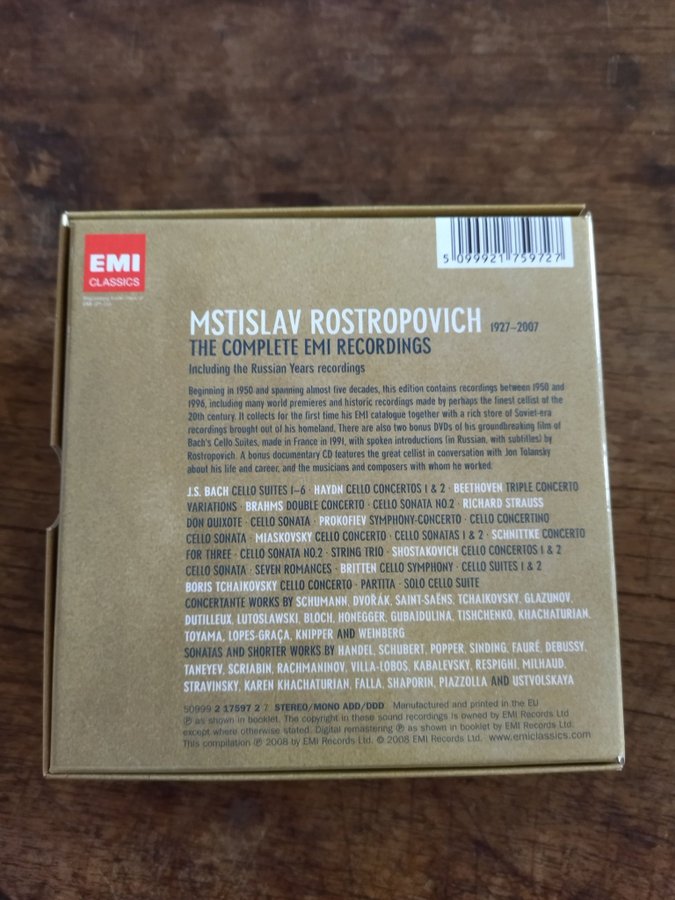 5 099921 759727
EMI
CLASSICS
MSTISLAV ROSTROPOVICH 1927–2007
THE COMPLETE EMI RECORDINGS
Including the Russian Years recordings
Beginning in 1950 and spanning almost five decades, this edition contains recordings between 1950 and
1996, including many world premieres and historic recordings made by perhaps the finest cellist of the
20th century. It collects for the first time his EMI catalogue together with a rich store of Soviet-era
recordings brought out of his homeland. There are also two bonus DVDs of his groundbreaking film of
Bach's Cello Suites, made in France in 1991, with spoken introductions (in Russian, with subtitles) by
Rostropovich. A bonus documentary CD features the great cellist in conversation with Jon Tolansky
about his life and career, and the musicians and composers with whom he worked.
J.S. BACH CELLO SUITES 1–6 · HAYDN CELLO CONCERTOS 1 & 2 · BEETHOVEN TRIPLE CONCERTO
VARIATIONS · BRAHMS DOUBLE CONCERTO · CELLO SONATA NO.2 · RICHARD STRAUSS
DON QUIXOTE · CELLO SONATA · PROKOFIEV SYMPHONY-CONCERTO · CELLO CONCERTINO
CELLO SONATA · MIASKOVSKY CELLO CONCERTO · CELLO SONATAS 1 & 2 · SCHNITTKE CONCERTO
FOR THREE · CELLO SONATA NO.2 · STRING TRIO · SHOSTAKOVICH CELLO CONCERTOS 1 & 2
CELLO SONATA · SEVEN ROMANCES · BRITTEN CELLO SYMPHONY · CELLO SUITES 1 & 2
BORIS TCHAIKOVSKY CELLO CONCERTO · PARTITA · SOLO CELLO SUITE
CONCERTANTE WORKS BY SCHUMANN, DVOŘÁK, SAINT-SAËNS, TCHAIKOVSKY, GLAZUNOV,
DUTILLEUX, LUTOSLAWSKI, BLOCH, HONEGGER, GUBAIDULINA, TISHCHENKO, KHACHATURIAN,
TOYAMA, LOPES-GRAÇA, KNIPPER AND WEINBERG
SONATAS AND SHORTER WORKS BY HANDEL, SCHUBERT, POPPER, SINDING, FAURÉ, DEBUSSY,
TANEYEV, SCRIABIN, RACHMANINOV, VILLA-LOBOS, KABALEVSKY, RESPIGHI, MILHAUD,
STRAVINSKY, KAREN KHACHATURIAN, FALLA, SHAPORIN, PIAZZOLLA AND USTVOLSKAYA
50999 2 17597 2 7 STEREO/MONO ADD/DDD Manufactured and printed in the EU
℗ as shown in booklet. The copyright in these sound recordings is owned by EMI Records Ltd
except where otherwise stated. Digital remastering ℗ as shown in booklet by EMI Records Ltd.
This compilation ℗ 2008 by EMI Records Ltd. © 2008 EMI Records Ltd. www.emiclassics.com